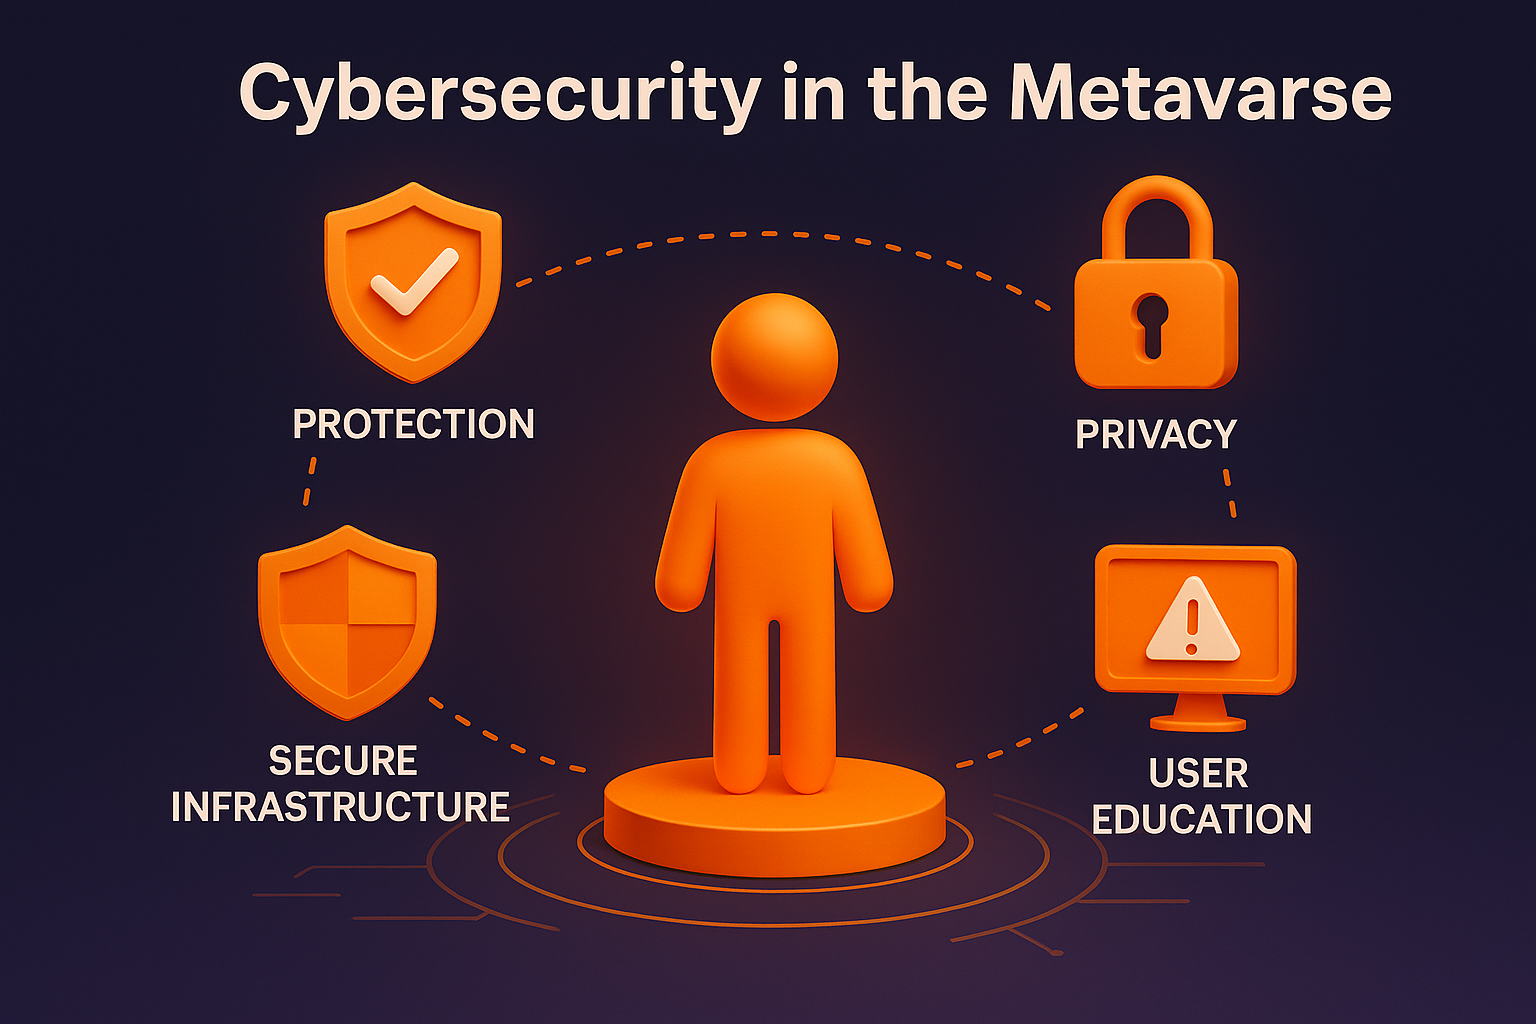 Cybersecurity in the Metavarse
PROTECTION
PRIVACY
SECURE
INFRASTRUCTURE
USER
EDUCATION